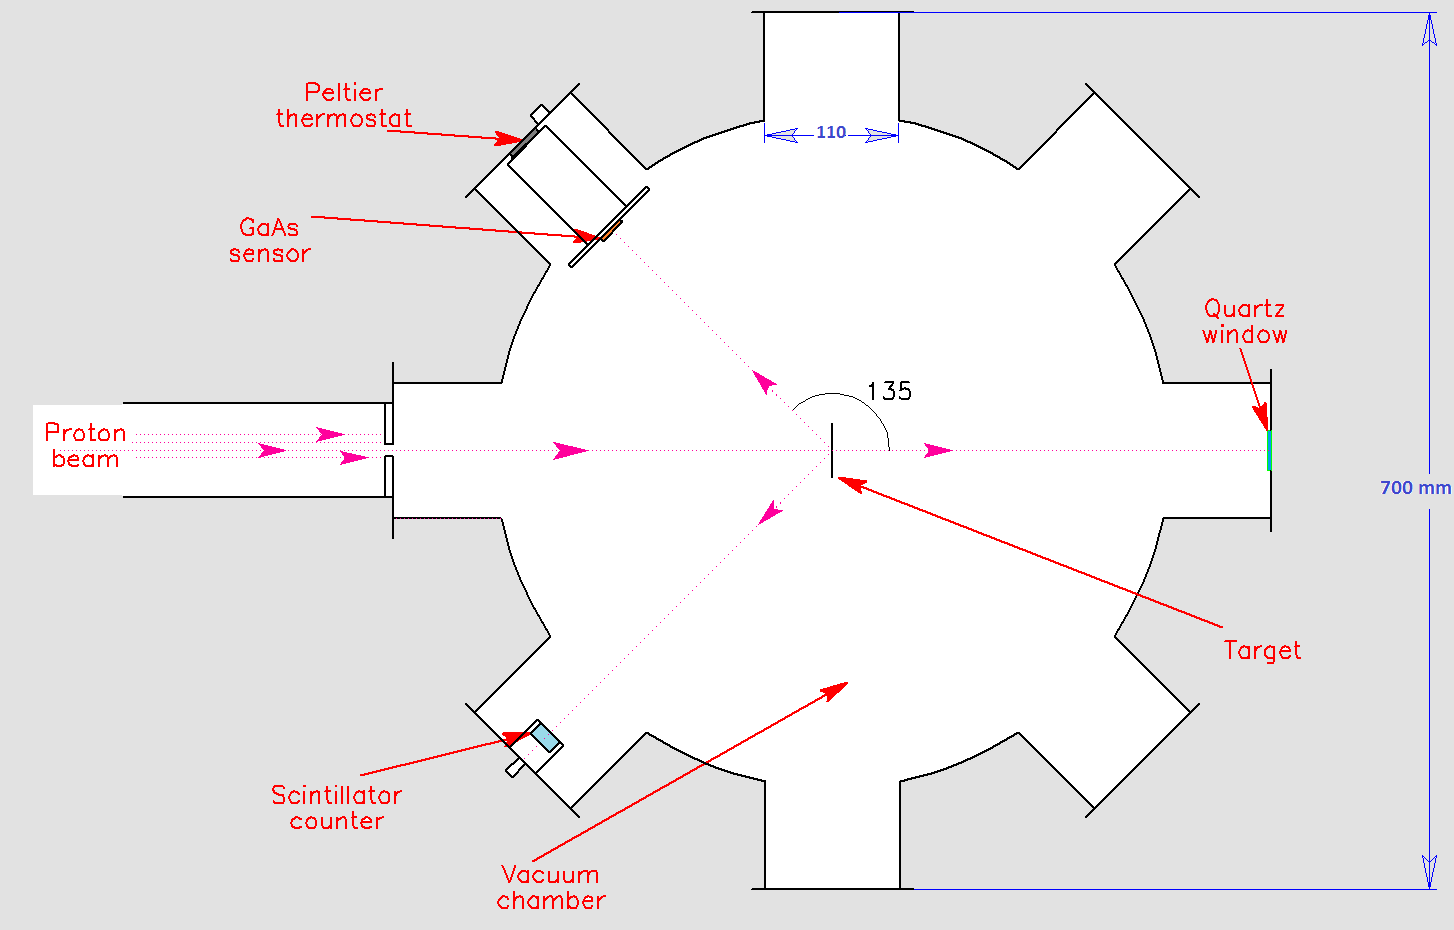 Peltier
thermostat
110
GaAs
sensor
Quartz
window
135
Proton
beam
700 mm
Target
Scintillator
counter
Vacuum
chamber